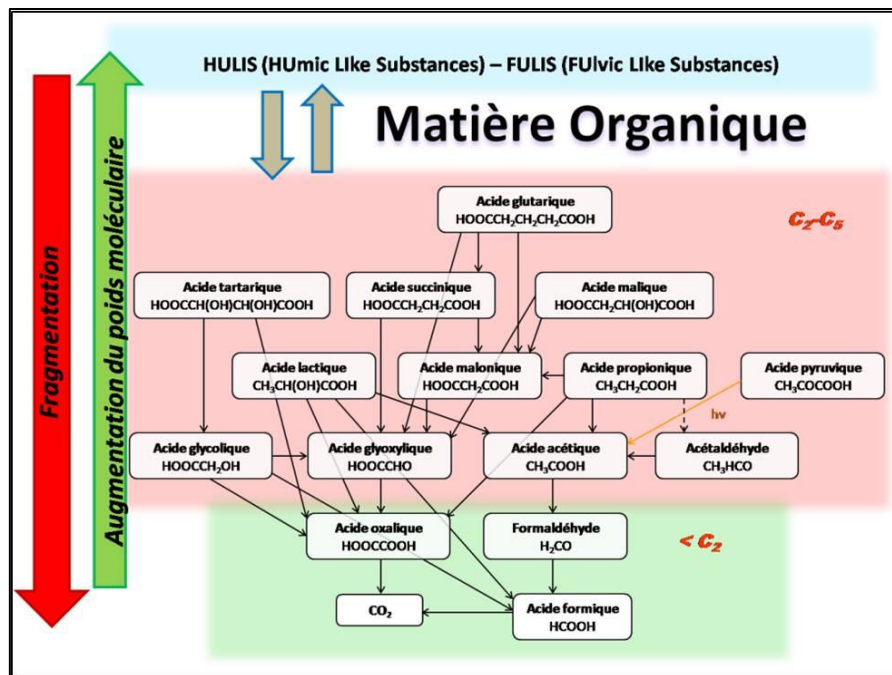 HULIS (HUmic LIke Substances) – FULIS (FUlvic LIke Substances)
Matière Organique
Fragmentation
Augmentation du poids moléculaire
C₂-C₅
Acide glutarique
HOOCCH₂CH₂CH₂COOH
Acide tartarique
HOOCCH(OH)CH(OH)COOH
Acide succinique
HOOCCH₂CH₂COOH
Acide malique
HOOCCH₂CH(OH)COOH
Acide lactique
CH₃CH(OH)COOH
Acide malonique
HOOCCH₂COOH
Acide propionique
CH₃CH₂COOH
Acide pyruvique
CH₃COCOOH
hν
Acide glycolique
HOOCCH₂OH
Acide glyoxylique
HOOCCHO
Acide acétique
CH₃COOH
Acétaldéhyde
CH₃HCO
Acide oxalique
HOOCCOOH
Formaldéhyde
H₂CO
< C₂
CO₂
Acide formique
HCOOH